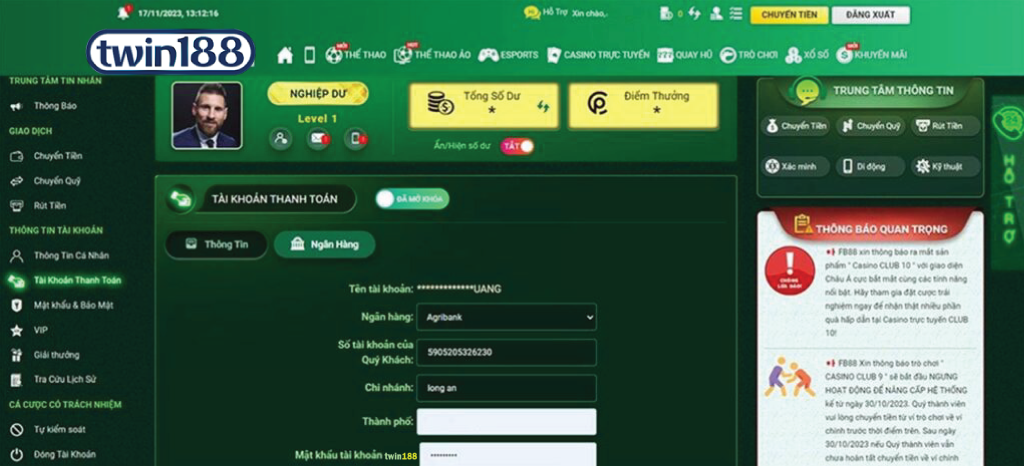 17/11/2023, 13:12:16
Hỗ Trợ Xin chào,.
0
CHUYỂN TIỀN
ĐĂNG XUẤT
twin188
MỚI
THỂ THAO
HOT
THỂ THAO ẢO
ESPORTS
CASINO TRỰC TUYẾN
777
QUAY HŨ
TRÒ CHƠI
XỔ SỐ
MỚI
KHUYẾN MÃI
TRUNG TÂM TIN NHẮN
Thông Báo
GIAO DỊCH
Chuyển Tiền
Chuyển Quỹ
Rút Tiền
THÔNG TIN TÀI KHOẢN
Thông Tin Cá Nhân
Tài Khoản Thanh Toán
Mật khẩu & Bảo Mật
VIP
Giải thưởng
Tra Cứu Lịch Sử
CÁ CƯỢC CÓ TRÁCH NHIỆM
Tự kiểm soát
Đóng Tài Khoản
NGHIỆP DƯ
Level 1
Tổng Số Dư
*
Điểm Thưởng
*
Ẩn/Hiện số dư
TẮT
TÀI KHOẢN THANH TOÁN
ĐÃ MỞ KHÓA
Thông Tin
Ngân Hàng
Tên tài khoản: *************UANG
Ngân hàng: Agribank
Số tài khoản của
Quý Khách: 5905205326230
Chi nhánh: long an
Thành phố:
Mật khẩu tài khoản twin188 *********
TRUNG TÂM THÔNG TIN
Chuyển Tiền
Chuyển Quỹ
Rút Tiền
Xác minh
Di động
Kỹ thuật
THÔNG BÁO QUAN TRỌNG
FB88 xin thông báo ra mắt sản
phẩm " Casino CLUB 10 " với giao diện
Châu Á cực bắt mắt cùng các tính năng
nổi bật. Hãy tham gia đặt cược trải
nghiệm ngay để nhận thật nhiều phần
quà hấp dẫn tại Casino trực tuyến CLUB
10!
FB88 Xin thông báo trò chơi "
CASINO CLUB 9 " sẽ bắt đầu NGƯNG
HOẠT ĐỘNG ĐỂ NÂNG CẤP HỆ THỐNG
kể từ ngày 30/10/2023. Quý thành viên
vui lòng chuyển tiền từ ví trò chơi về ví
chính trước thời điểm trên. Sau ngày
30/10/2023 nếu Quý thành viên vẫn
chưa hoàn tất chuyển tiền về ví chính
HỖ TRỢ